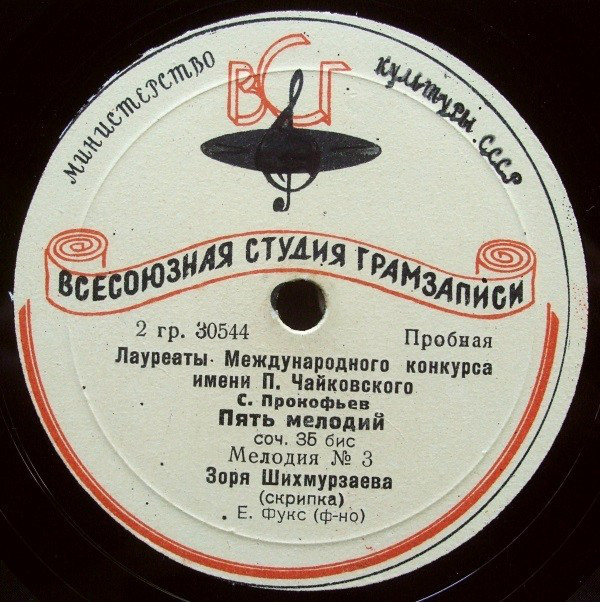 МИНИСТЕРСТВО КУЛЬТУРЫ СССР
ВСГ
ВСЕСОЮЗНАЯ СТУДИЯ ГРАМЗАПИСИ
2 гр. 30544 Пробная
Лауреаты Международного конкурса
имени П. Чайковского
С. Прокофьев
Пять мелодий
соч. 35 бис
Мелодия № 3
Зоря Шихмурзаева
(скрипка)
Е. Фукс (ф-но)